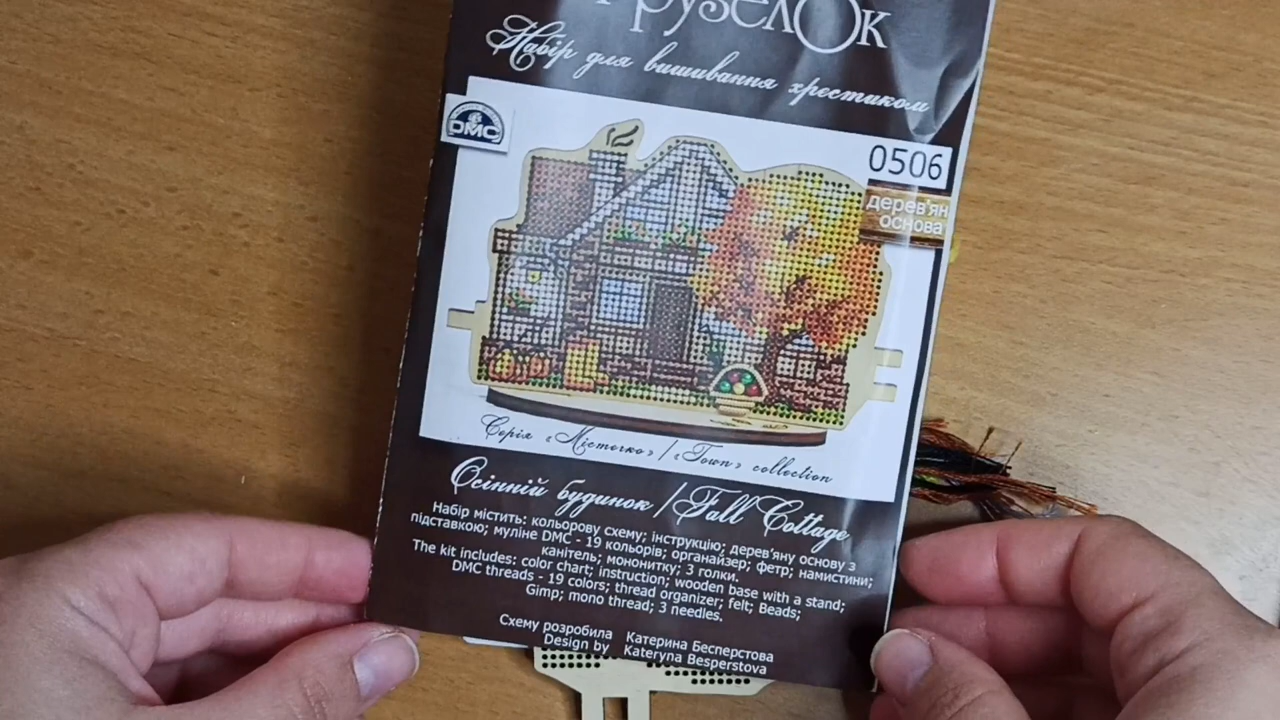 Набір для вишивання хрестиком
DMC
0506
дерев'ян
основа
Серія «Містечко» / «Town» collection
Осінній будинок / Fall Cottage
Набір містить: кольорову схему; інструкцію; дерев'яну основу з
підставкою; муліне DMC - 19 кольорів; органайзер; фетр; намистини;
канітель; мононитку; 3 голки.
The kit includes: color chart; instruction; wooden base with a stand;
DMC threads - 19 colors; thread organizer; felt; Beads;
Gimp; mono thread; 3 needles.
Схему розробила Катерина Бесперстова
Design by Kateryna Besperstova